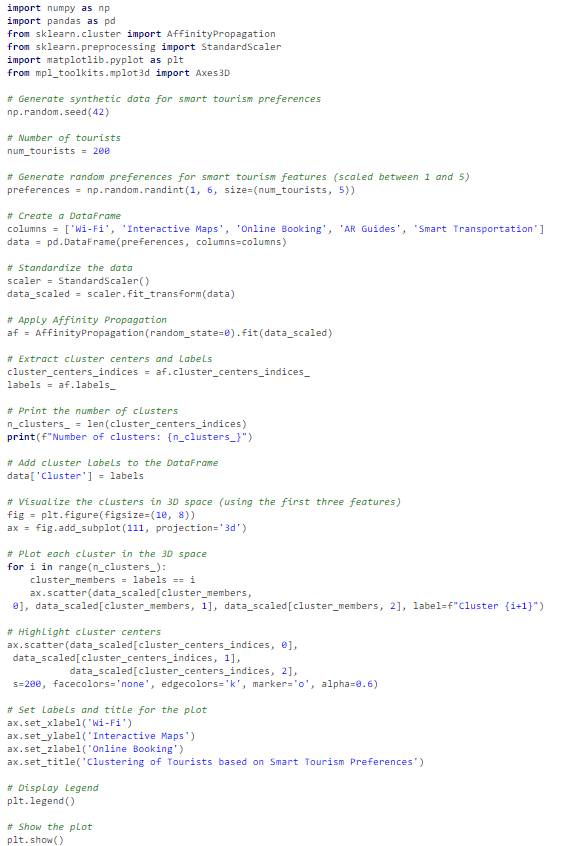 import numpy as np
import pandas as pd
from sklearn.cluster import AffinityPropagation
from sklearn.preprocessing import StandardScaler
import matplotlib.pyplot as plt
from mpl_toolkits.mplot3d import Axes3D

# Generate synthetic data for smart tourism preferences
np.random.seed(42)

# Number of tourists
num_tourists = 200

# Generate random preferences for smart tourism features (scaled between 1 and 5)
preferences = np.random.randint(1, 6, size=(num_tourists, 5))

# Create a DataFrame
columns = ['Wi-Fi', 'Interactive Maps', 'Online Booking', 'AR Guides', 'Smart Transportation']
data = pd.DataFrame(preferences, columns=columns)

# Standardize the data
scaler = StandardScaler()
data_scaled = scaler.fit_transform(data)

# Apply Affinity Propagation
af = AffinityPropagation(random_state=0).fit(data_scaled)

# Extract cluster centers and labels
cluster_centers_indices = af.cluster_centers_indices_
labels = af.labels_

# Print the number of clusters
n_clusters_ = len(cluster_centers_indices)
print(f"Number of clusters: {n_clusters_}")

# Add cluster labels to the DataFrame
data['Cluster'] = labels

# Visualize the clusters in 3D space (using the first three features)
fig = plt.figure(figsize=(10, 8))
ax = fig.add_subplot(111, projection='3d')

# Plot each cluster in the 3D space
for i in range(n_clusters_):
    cluster_members = labels == i
    ax.scatter(data_scaled[cluster_members,
 0], data_scaled[cluster_members, 1], data_scaled[cluster_members, 2], label=f"Cluster {i+1}")

# Highlight cluster centers
ax.scatter(data_scaled[cluster_centers_indices, 0],
 data_scaled[cluster_centers_indices, 1],
           data_scaled[cluster_centers_indices, 2],
 s=200, facecolors='none', edgecolors='k', marker='o', alpha=0.6)

# Set labels and title for the plot
ax.set_xlabel('Wi-Fi')
ax.set_ylabel('Interactive Maps')
ax.set_zlabel('Online Booking')
ax.set_title('Clustering of Tourists based on Smart Tourism Preferences')

# Display legend
plt.legend()

# Show the plot
plt.show()